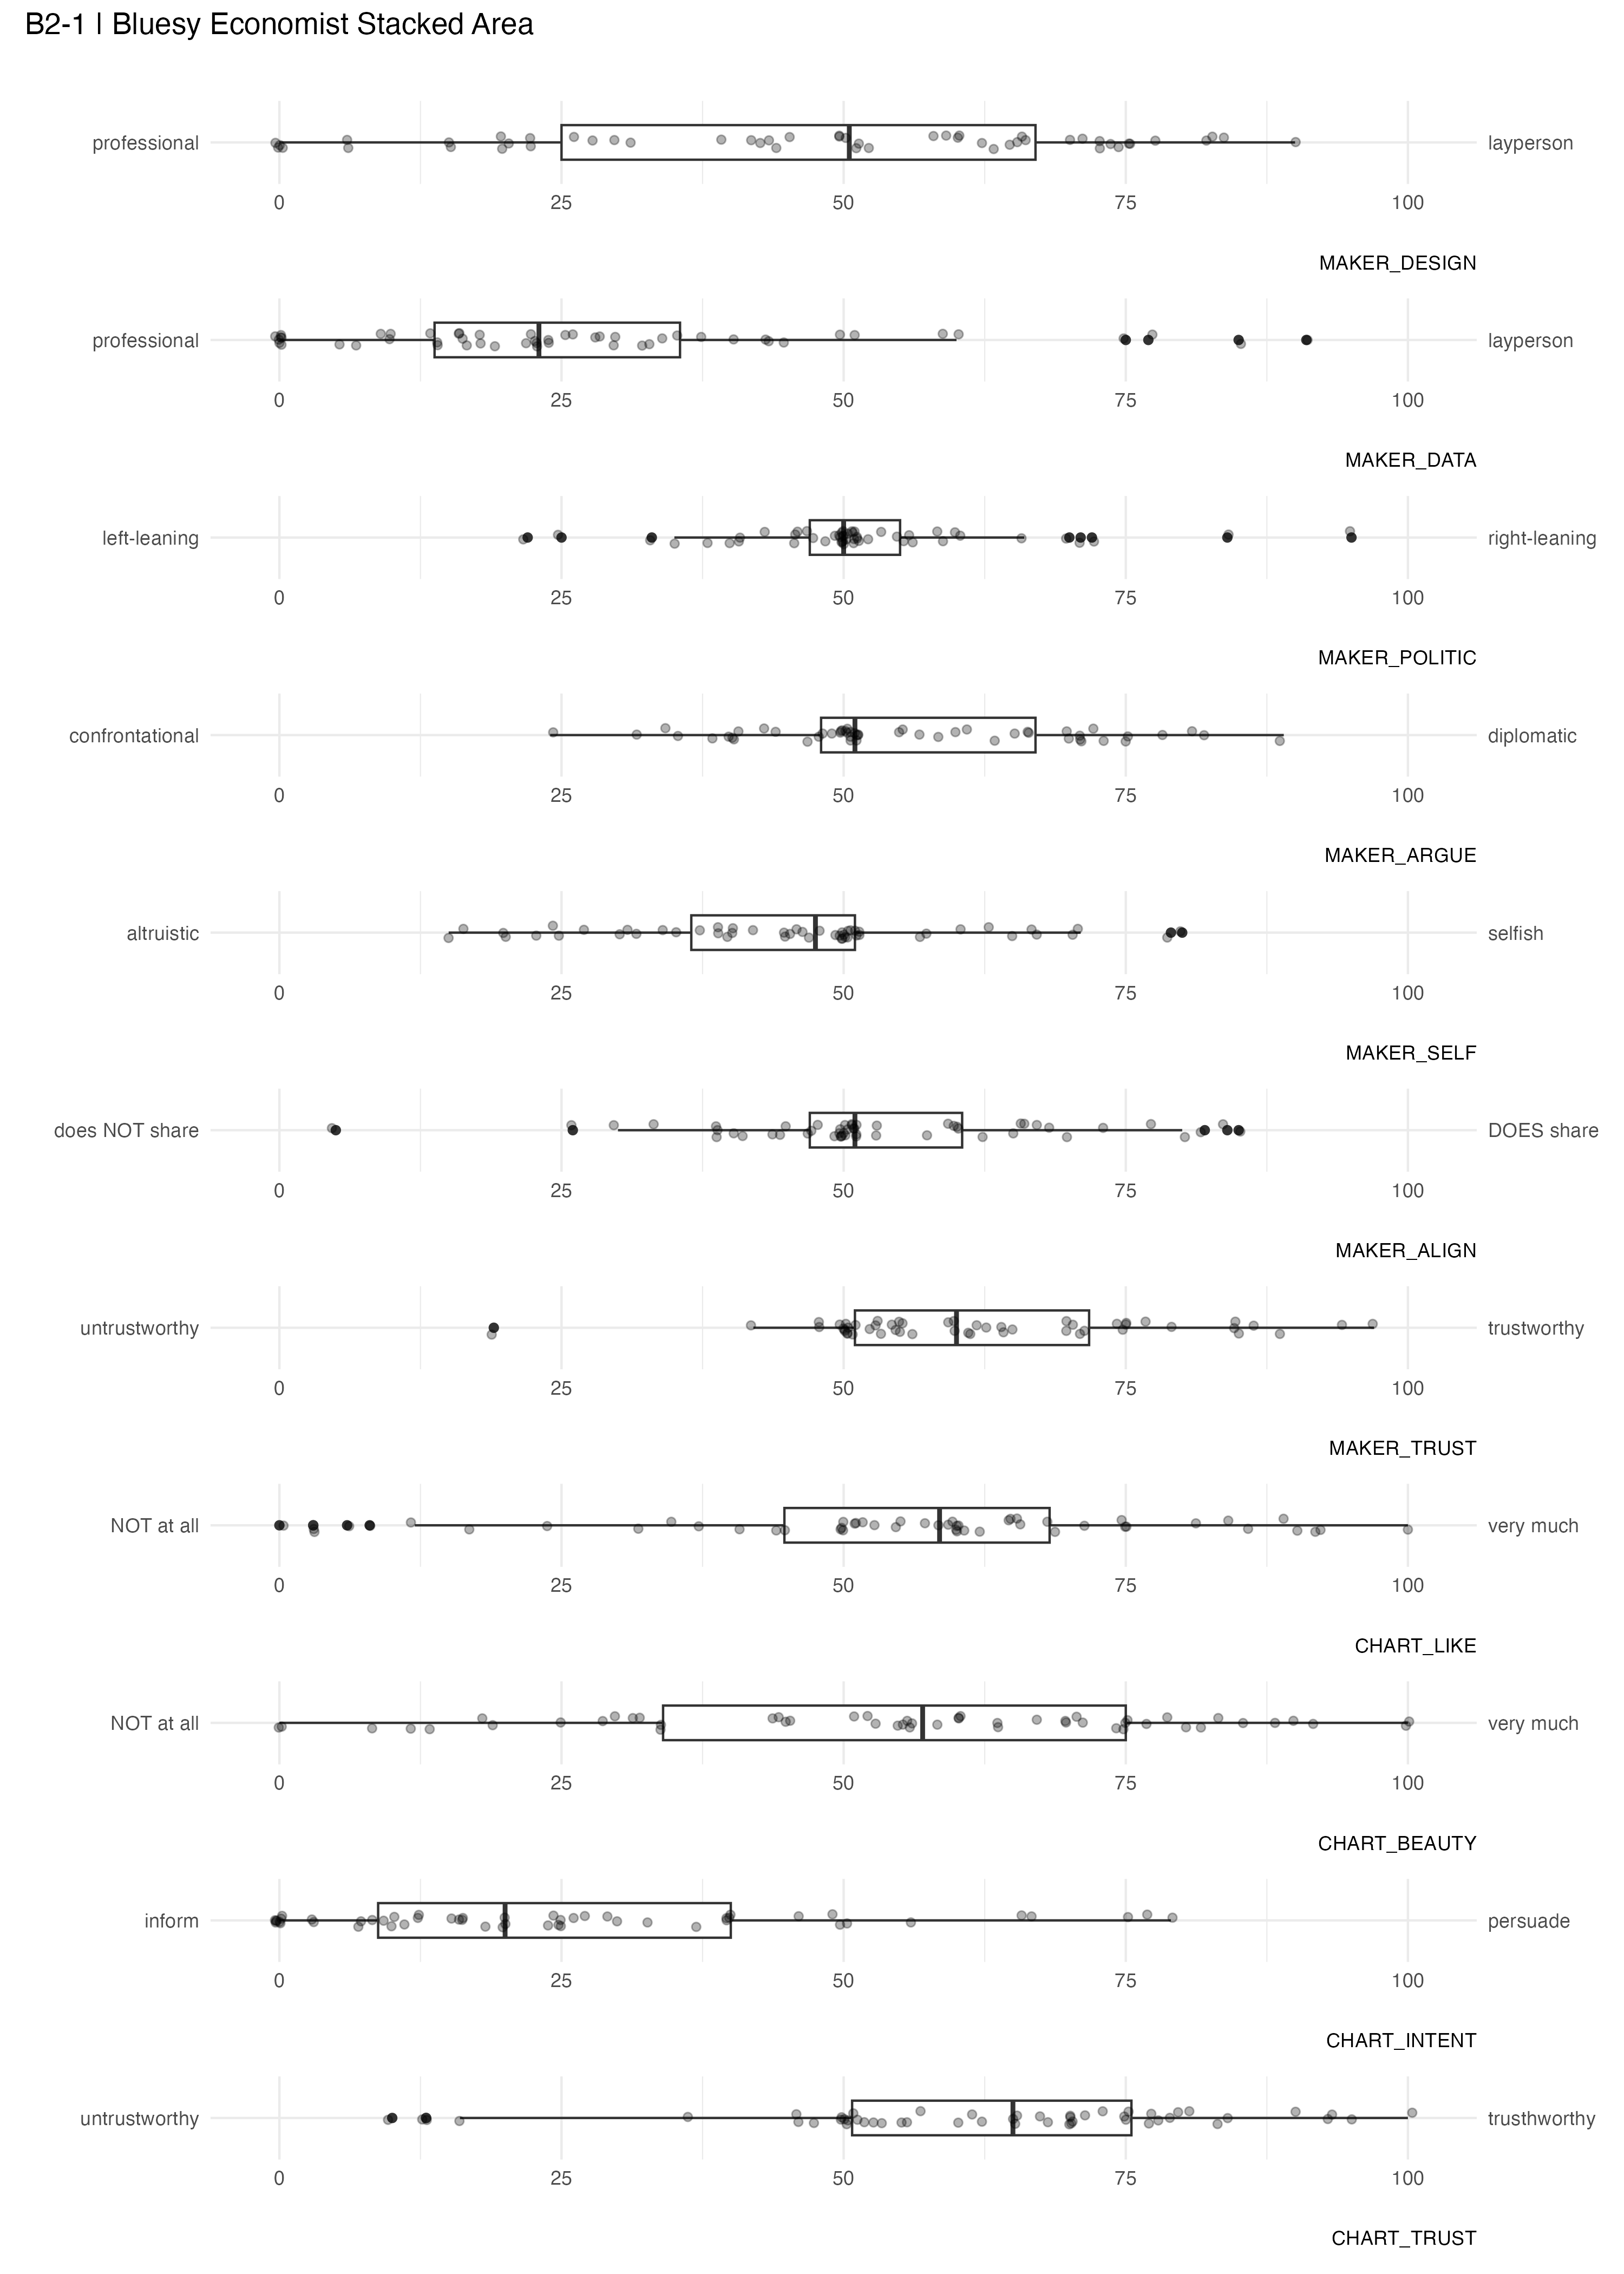 B2-1 | Bluesy Economist Stacked Area
professional layperson
0 25 50 75 100
MAKER_DESIGN
professional layperson
0 25 50 75 100
MAKER_DATA
left-leaning right-leaning
0 25 50 75 100
MAKER_POLITIC
confrontational diplomatic
0 25 50 75 100
MAKER_ARGUE
altruistic selfish
0 25 50 75 100
MAKER_SELF
does NOT share DOES share
0 25 50 75 100
MAKER_ALIGN
untrustworthy trustworthy
0 25 50 75 100
MAKER_TRUST
NOT at all very much
0 25 50 75 100
CHART_LIKE
NOT at all very much
0 25 50 75 100
CHART_BEAUTY
inform persuade
0 25 50 75 100
CHART_INTENT
untrustworthy trusthworthy
0 25 50 75 100
CHART_TRUST